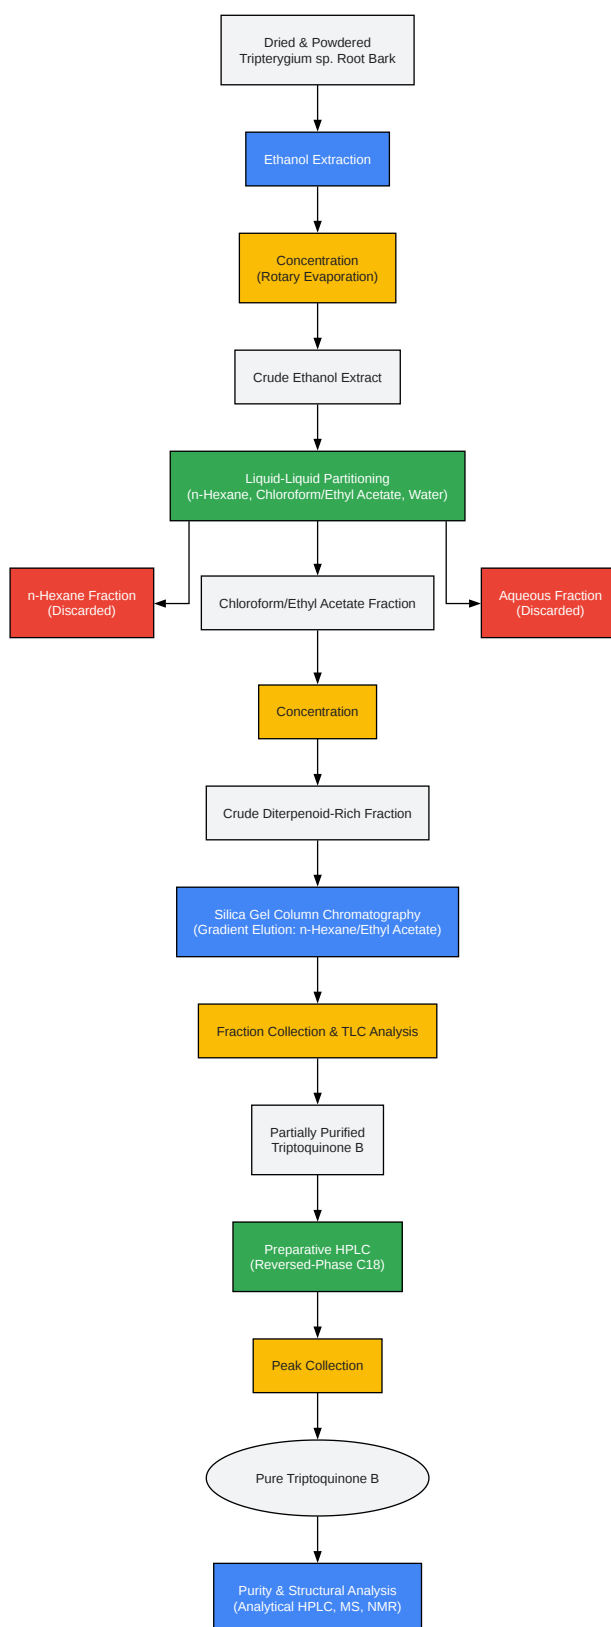 Dried & Powdered
Tripterygium sp. Root Bark
Ethanol Extraction
Concentration
(Rotary Evaporation)
Crude Ethanol Extract
Liquid-Liquid Partitioning
(n-Hexane, Chloroform/Ethyl Acetate, Water)
n-Hexane Fraction
(Discarded)
Chloroform/Ethyl Acetate Fraction
Aqueous Fraction
(Discarded)
Concentration
Crude Diterpenoid-Rich Fraction
Silica Gel Column Chromatography
(Gradient Elution: n-Hexane/Ethyl Acetate)
Fraction Collection & TLC Analysis
Partially Purified
Triptoquinone B
Preparative HPLC
(Reversed-Phase C18)
Peak Collection
Pure Triptoquinone B
Purity & Structural Analysis
(Analytical HPLC, MS, NMR)